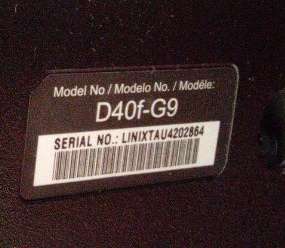 Model No / Modelo No. / Modèle:
D40f-G9
SERIAL NO.: LINIXTAU4202864